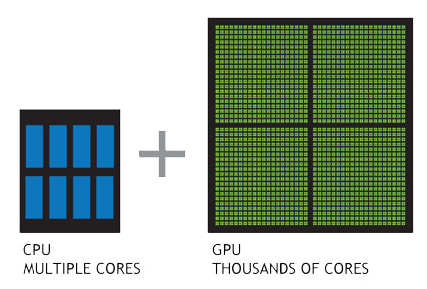 CPU
MULTIPLE CORES
GPU
THOUSANDS OF CORES